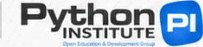 Python
INSTITUTE
PI
Open Education & Development Group